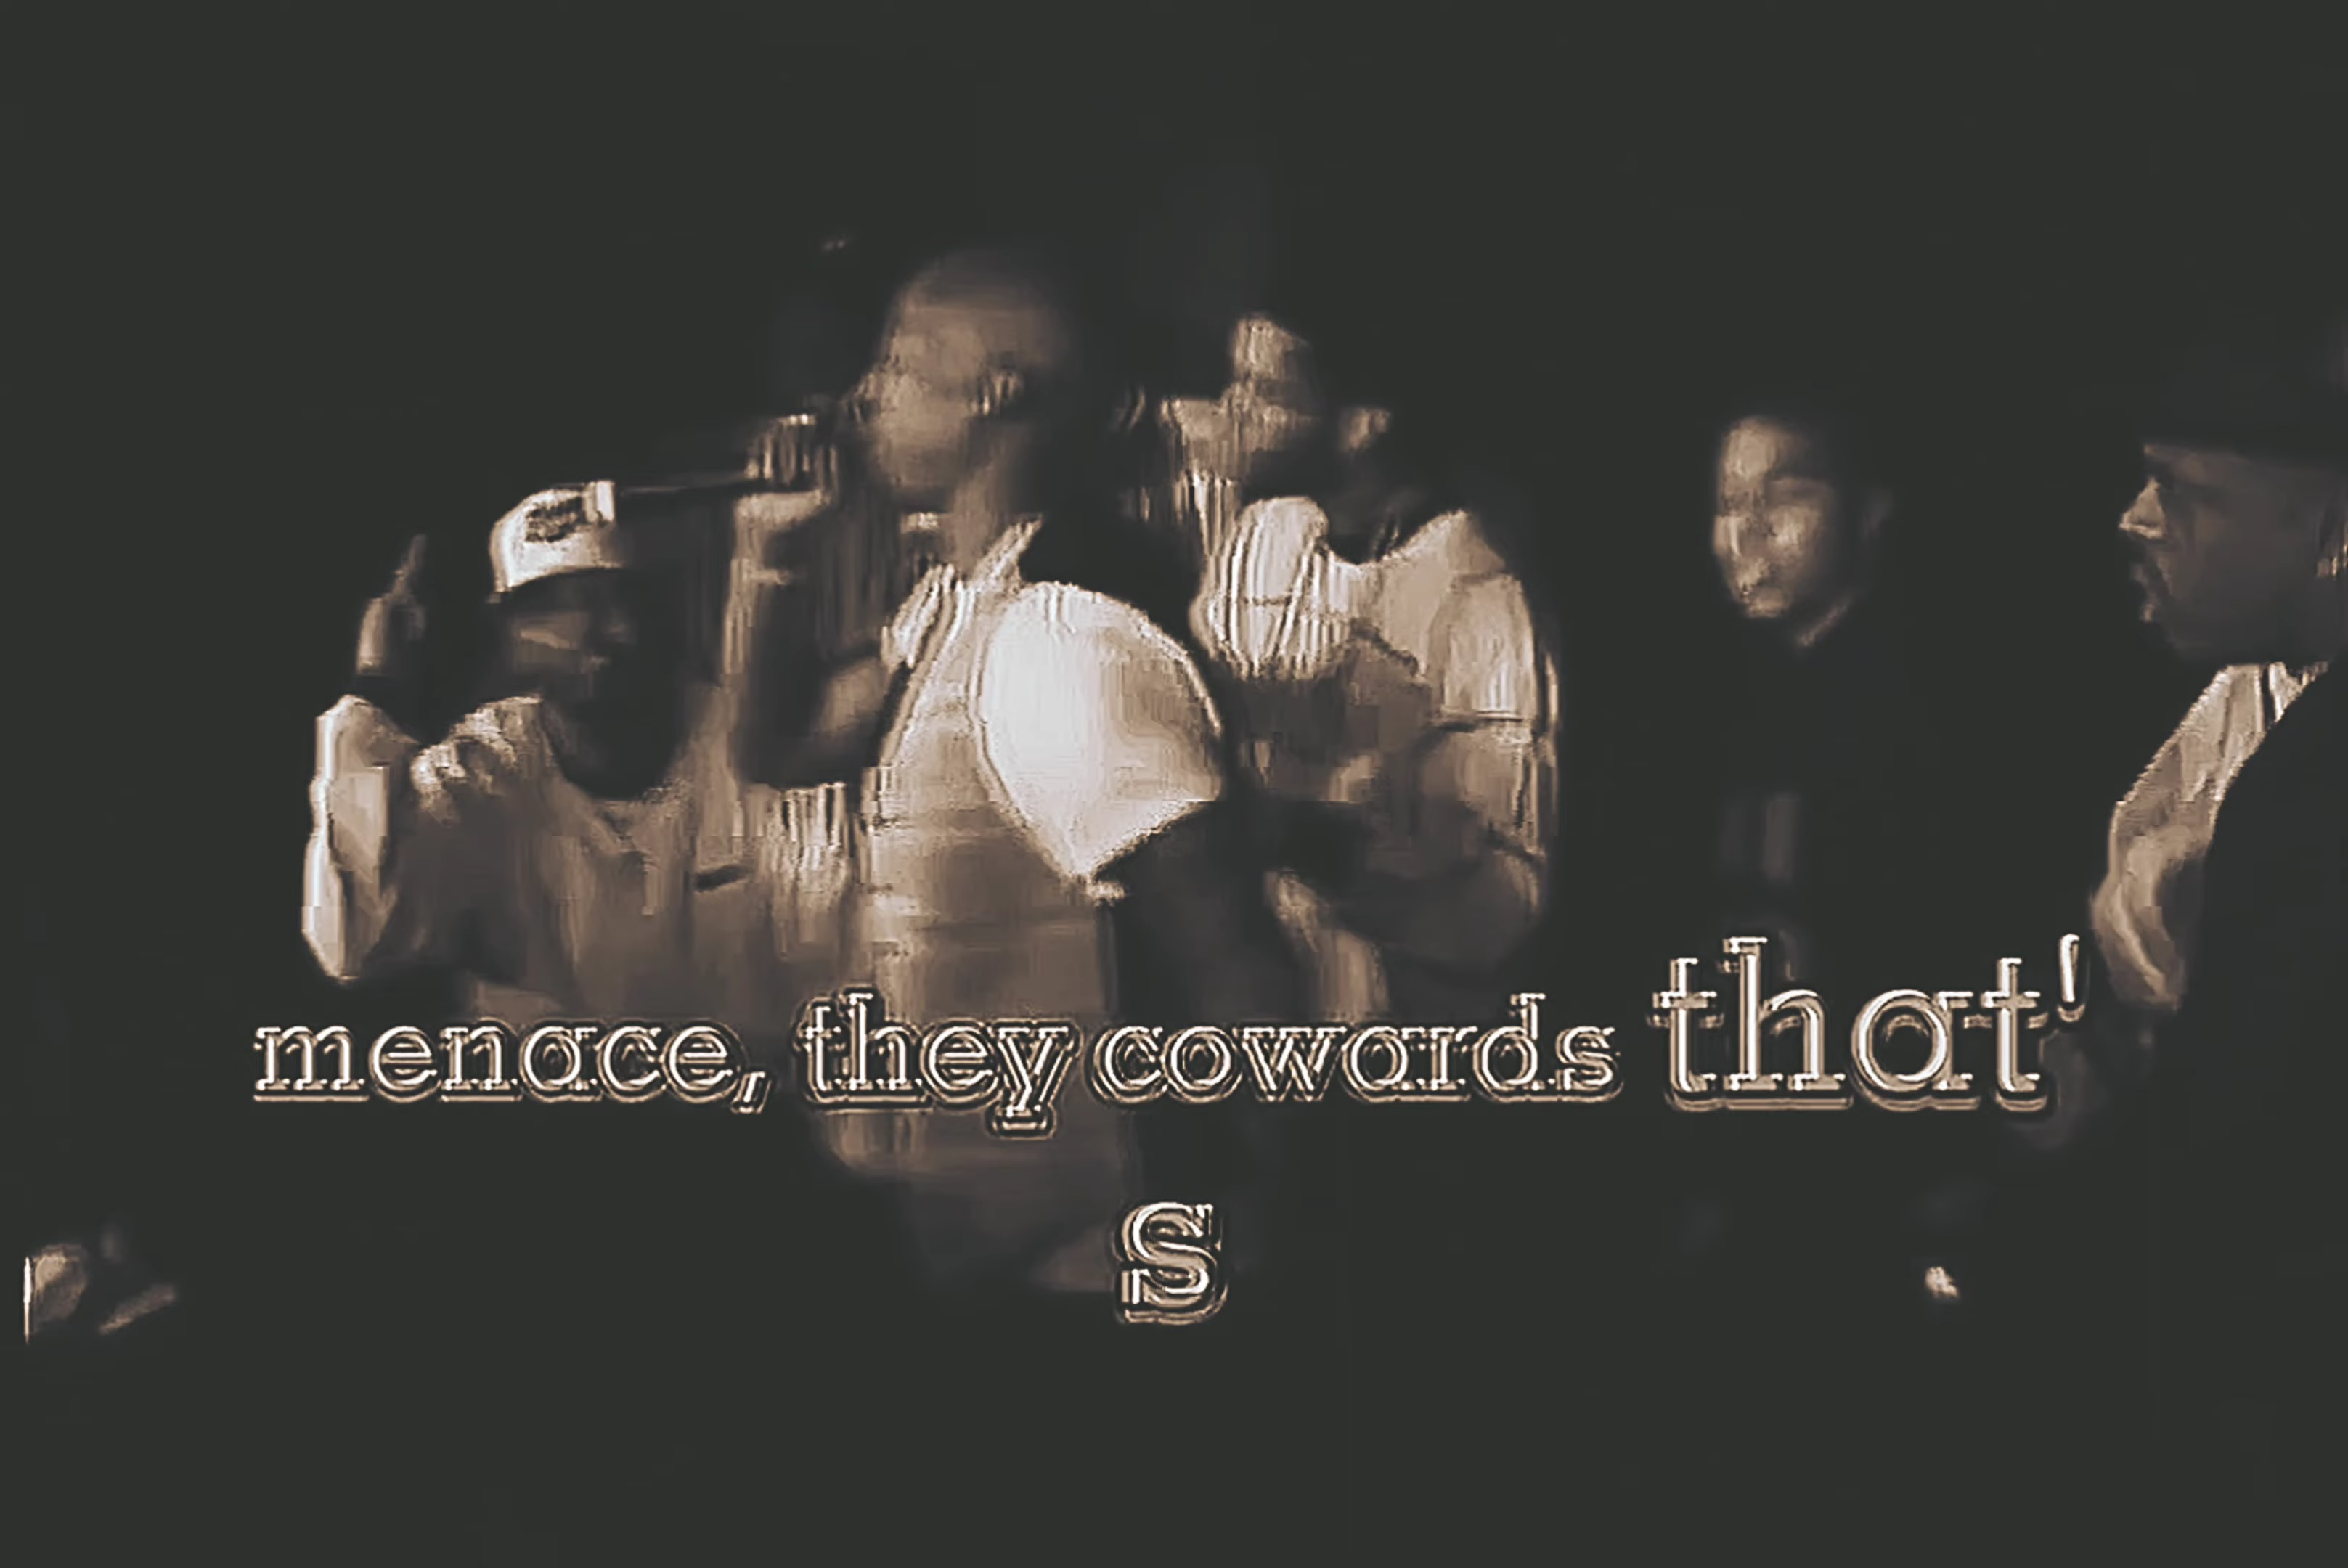 menace, they cowards that'
s